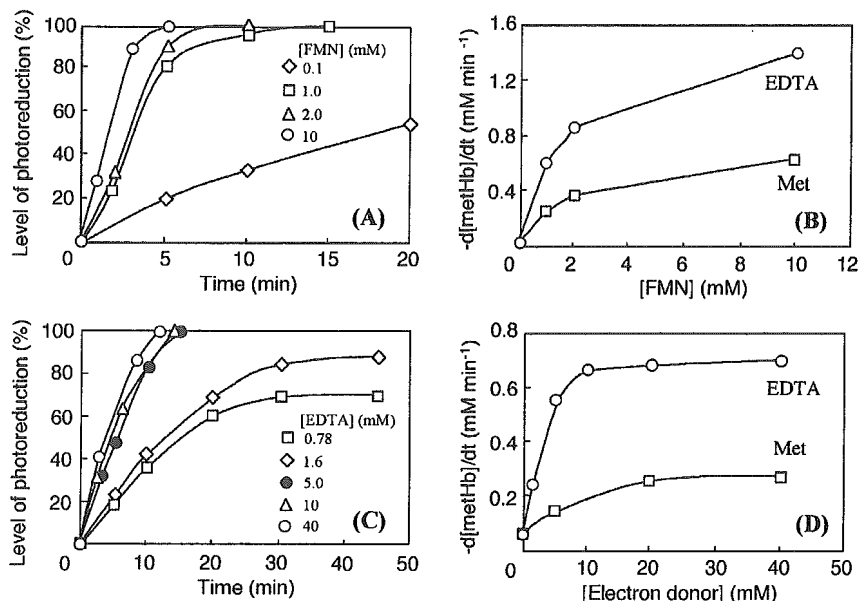 Level of photoreduction (%)
100
80
60
40
20
0
0
5
10
15
20
Time (min)
[FMN] (mM)
0.1
1.0
2.0
10
(A)
-d[metHb]/dt (mM min⁻¹)
1.6
1.2
0.8
0.4
0
2
4
6
8
10
12
[FMN] (mM)
EDTA
Met
(B)
Level of photoreduction (%)
100
80
60
40
20
0
10
20
30
40
50
Time (min)
[EDTA] (mM)
0.78
1.6
5.0
10
40
(C)
-d[metHb]/dt (mM min⁻¹)
0.8
0.6
0.4
0.2
0
10
20
30
40
50
[Electron donor] (mM)
EDTA
Met
(D)